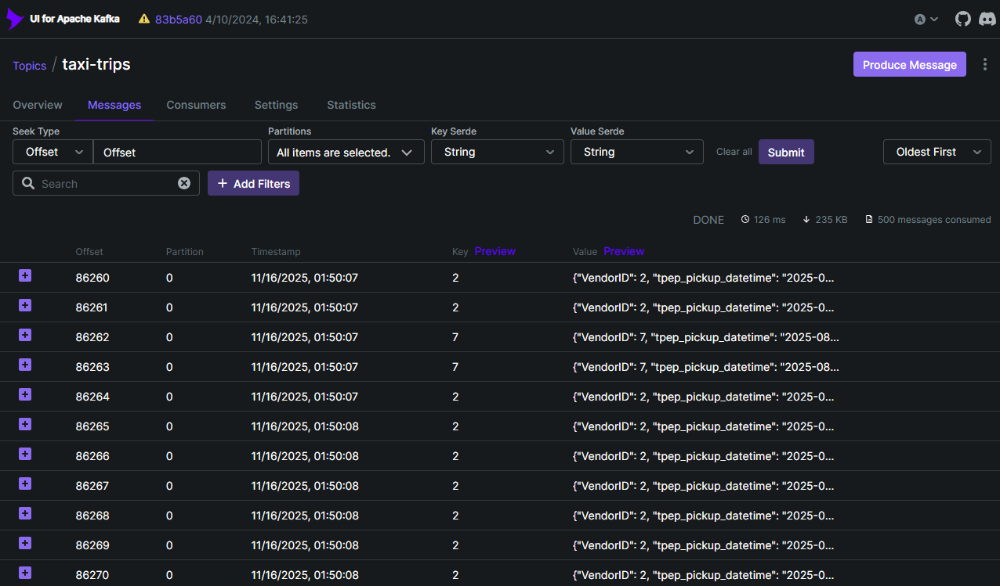 UI for Apache Kafka 83b5a60 4/10/2024, 16:41:25 A
Topics / taxi-trips Produce Message
Overview Messages Consumers Settings Statistics
Seek Type Partitions Key Serde Value Serde
Offset Offset All items are selected. String String Clear all Submit Oldest First
Search Add Filters
DONE 126 ms 235 KB 500 messages consumed
Offset Partition Timestamp Key Preview Value Preview
86260 0 11/16/2025, 01:50:07 2 {"VendorID": 2, "tpep_pickup_datetime": "2025-0...
86261 0 11/16/2025, 01:50:07 2 {"VendorID": 2, "tpep_pickup_datetime": "2025-0...
86262 0 11/16/2025, 01:50:07 7 {"VendorID": 7, "tpep_pickup_datetime": "2025-08...
86263 0 11/16/2025, 01:50:07 7 {"VendorID": 7, "tpep_pickup_datetime": "2025-08...
86264 0 11/16/2025, 01:50:07 2 {"VendorID": 2, "tpep_pickup_datetime": "2025-0...
86265 0 11/16/2025, 01:50:08 2 {"VendorID": 2, "tpep_pickup_datetime": "2025-0...
86266 0 11/16/2025, 01:50:08 2 {"VendorID": 2, "tpep_pickup_datetime": "2025-0...
86267 0 11/16/2025, 01:50:08 2 {"VendorID": 2, "tpep_pickup_datetime": "2025-0...
86268 0 11/16/2025, 01:50:08 2 {"VendorID": 2, "tpep_pickup_datetime": "2025-0...
86269 0 11/16/2025, 01:50:08 2 {"VendorID": 2, "tpep_pickup_datetime": "2025-0...
86270 0 11/16/2025, 01:50:08 2 {"VendorID": 2, "tpep_pickup_datetime": "2025-0...